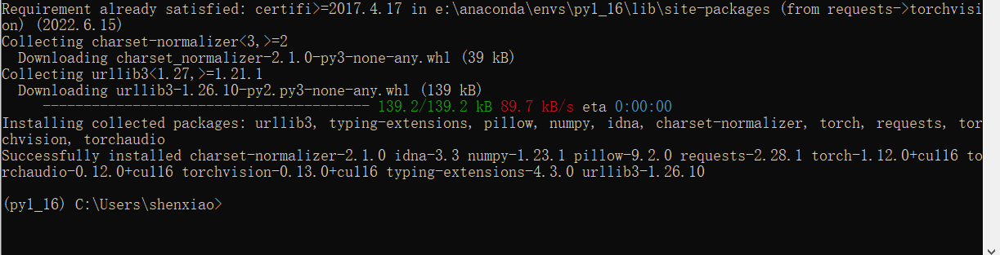 Requirement already satisfied: certifi>=2017.4.17 in e:\anaconda\envs\py1_16\lib\site-packages (from requests->torchvisi
on) (2022.6.15)
Collecting charset-normalizer<3,>=2
  Downloading charset_normalizer-2.1.0-py3-none-any.whl (39 kB)
Collecting urllib3<1.27,>=1.21.1
  Downloading urllib3-1.26.10-py2.py3-none-any.whl (139 kB)
     ---------------------------------------- 139.2/139.2 kB 89.7 kB/s eta 0:00:00
Installing collected packages: urllib3, typing-extensions, pillow, numpy, idna, charset-normalizer, torch, requests, tor
chvision, torchaudio
Successfully installed charset-normalizer-2.1.0 idna-3.3 numpy-1.23.1 pillow-9.2.0 requests-2.28.1 torch-1.12.0+cu116 to
rchaudio-0.12.0+cu116 torchvision-0.13.0+cu116 typing-extensions-4.3.0 urllib3-1.26.10
(py1_16) C:\Users\shenxiao>